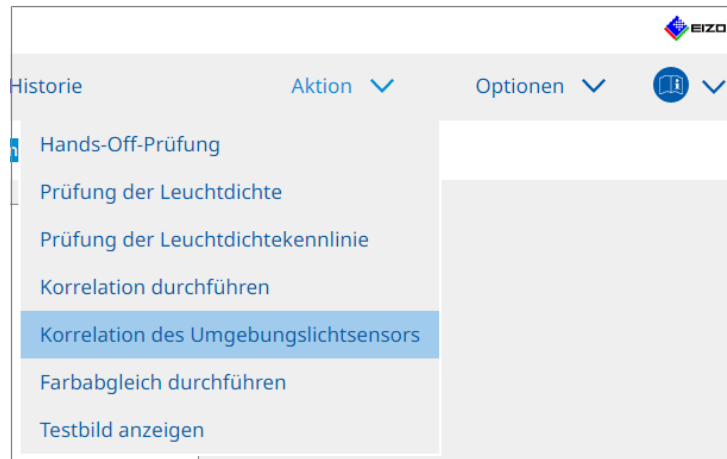 EIZO
Historie Aktion Optionen
Hands-Off-Prüfung
Prüfung der Leuchtdichte
Prüfung der Leuchtdichtekennlinie
Korrelation durchführen
Korrelation des Umgebungslichtsensors
Farbabgleich durchführen
Testbild anzeigen